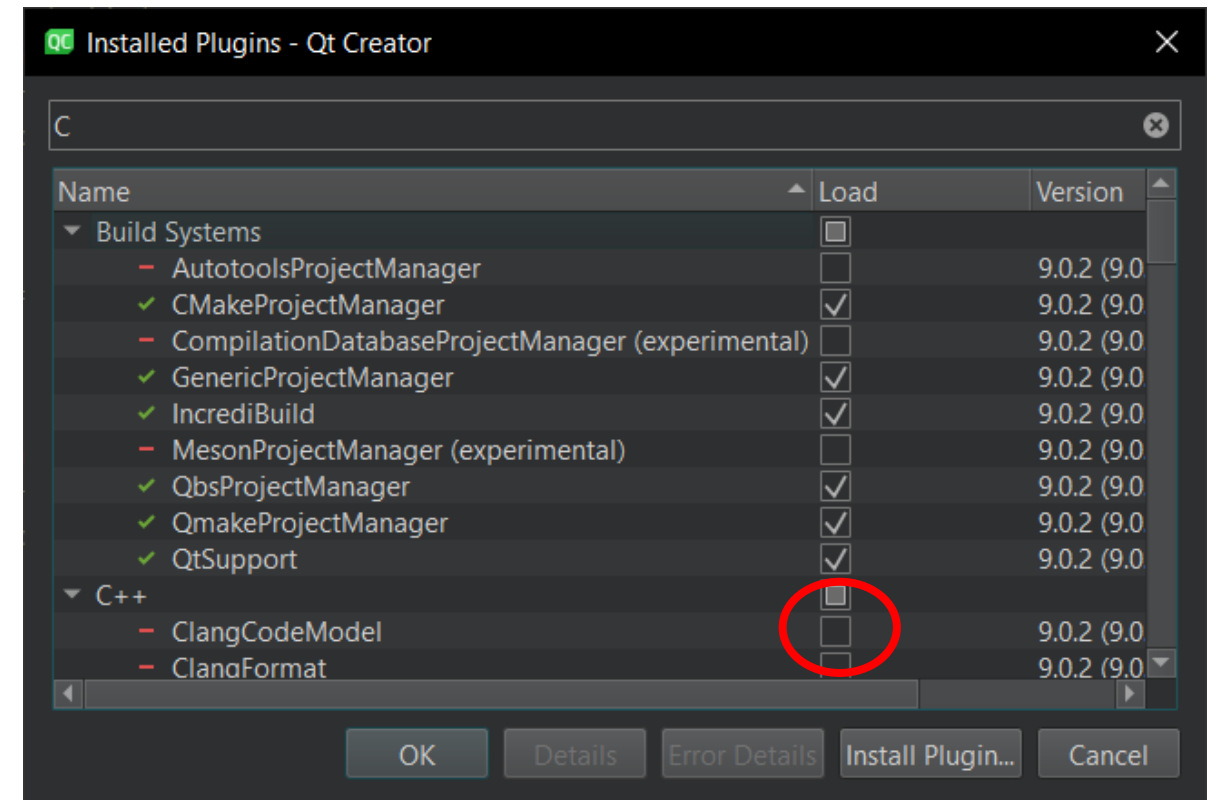 QC Installed Plugins - Qt Creator
C
Name Load Version
Build Systems
AutotoolsProjectManager 9.0.2 (9.0
CMakeProjectManager 9.0.2 (9.0
CompilationDatabaseProjectManager (experimental) 9.0.2 (9.0
GenericProjectManager 9.0.2 (9.0
IncrediBuild 9.0.2 (9.0
MesonProjectManager (experimental) 9.0.2 (9.0
QbsProjectManager 9.0.2 (9.0
QmakeProjectManager 9.0.2 (9.0
QtSupport 9.0.2 (9.0
C++
ClangCodeModel 9.0.2 (9.0
ClangFormat 9.0.2 (9.0
OK Details Error Details Install Plugin... Cancel